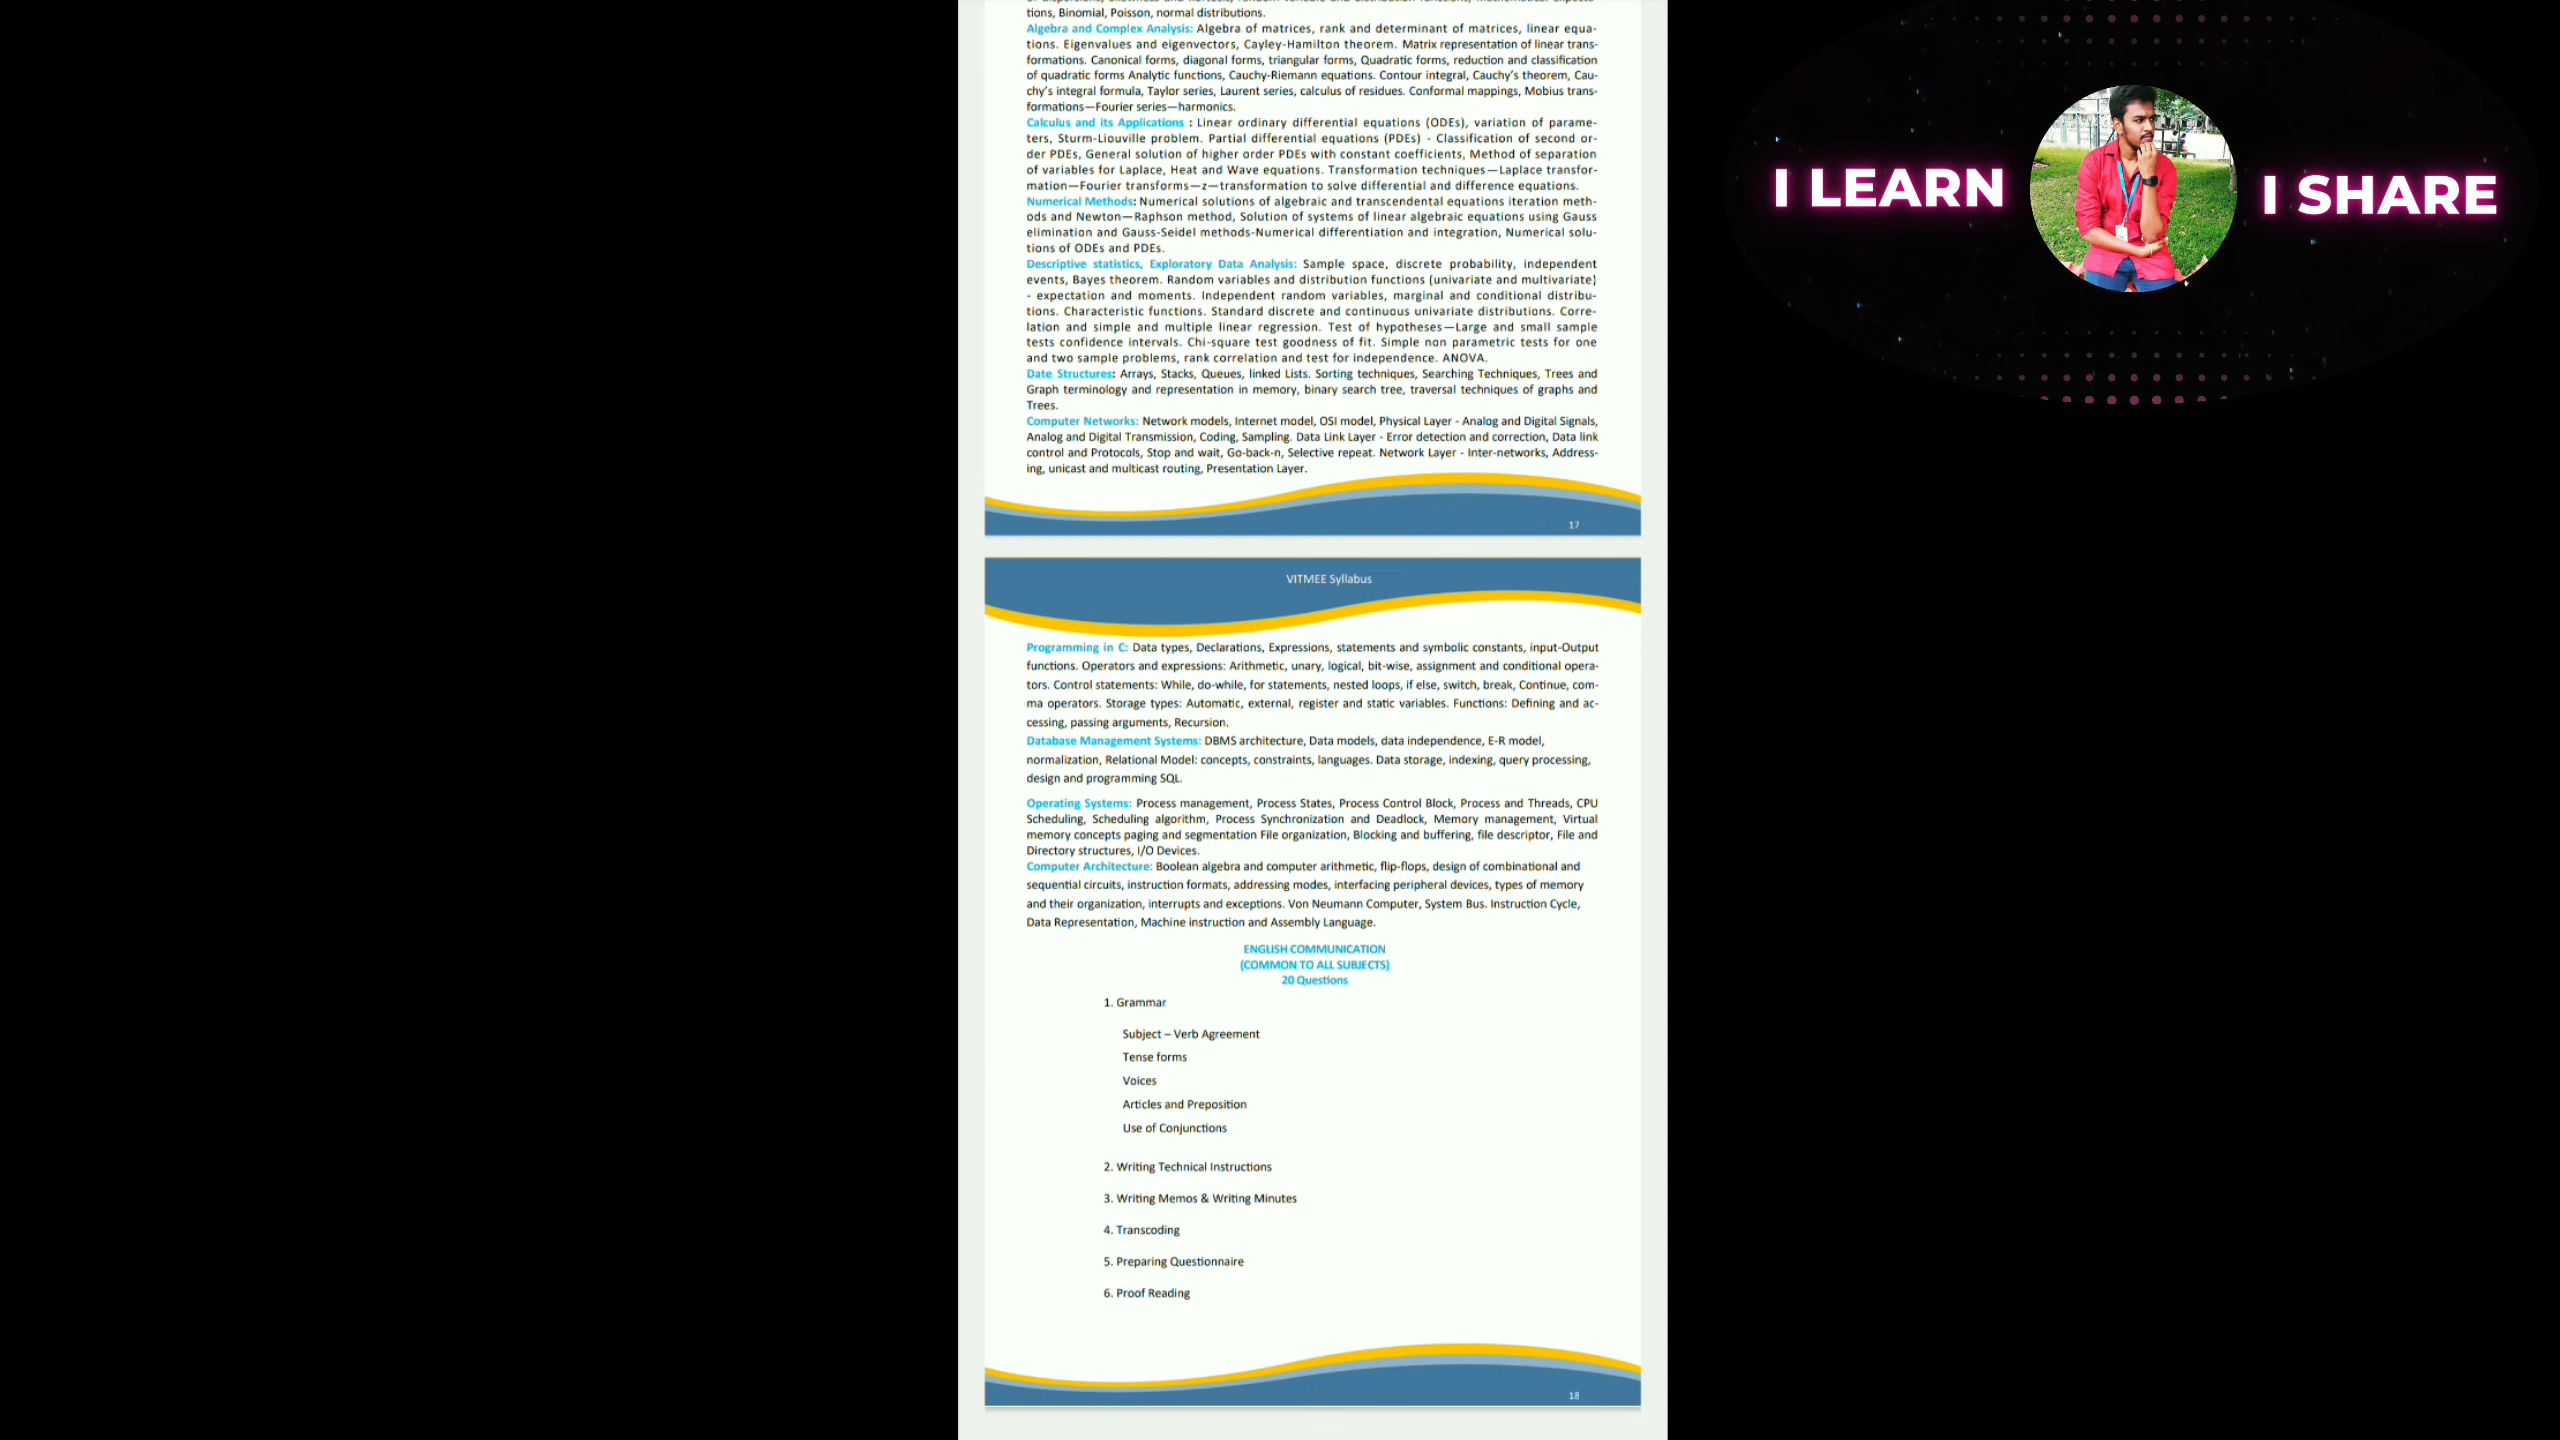 tions, Binomial, Poisson, normal distributions.
Algebra and Complex Analysis: Algebra of matrices, rank and determinant of matrices, linear equa-
tions. Eigenvalues and eigenvectors, Cayley-Hamilton theorem. Matrix representation of linear trans-
formations. Canonical forms, diagonal forms, triangular forms, Quadratic forms, reduction and classification
of quadratic forms Analytic functions, Cauchy-Riemann equations. Contour integral, Cauchy's theorem, Cau-
chy's integral formula, Taylor series, Laurent series, calculus of residues. Conformal mappings, Mobius trans-
formations—Fourier series—harmonics.
Calculus and its Applications : Linear ordinary differential equations (ODEs), variation of parame-
ters, Sturm-Liouville problem. Partial differential equations (PDEs) - Classification of second or-
der PDEs, General solution of higher order PDEs with constant coefficients, Method of separation
of variables for Laplace, Heat and Wave equations. Transformation techniques—Laplace transfor-
mation—Fourier transforms—z—transformation to solve differential and difference equations.
Numerical Methods: Numerical solutions of algebraic and transcendental equations iteration meth-
ods and Newton—Raphson method, Solution of systems of linear algebraic equations using Gauss
elimination and Gauss-Seidel methods-Numerical differentiation and integration, Numerical solu-
tions of ODEs and PDEs.
Descriptive statistics, Exploratory Data Analysis: Sample space, discrete probability, independent
events, Bayes theorem. Random variables and distribution functions (univariate and multivariate)
- expectation and moments. Independent random variables, marginal and conditional distribu-
tions. Characteristic functions. Standard discrete and continuous univariate distributions. Corre-
lation and simple and multiple linear regression. Test of hypotheses—Large and small sample
tests confidence intervals. Chi-square test goodness of fit. Simple non parametric tests for one
and two sample problems, rank correlation and test for independence. ANOVA.
Date Structures: Arrays, Stacks, Queues, linked Lists. Sorting techniques, Searching Techniques, Trees and
Graph terminology and representation in memory, binary search tree, traversal techniques of graphs and
Trees.
Computer Networks: Network models, Internet model, OSI model, Physical Layer - Analog and Digital Signals,
Analog and Digital Transmission, Coding, Sampling. Data Link Layer - Error detection and correction, Data link
control and Protocols, Stop and wait, Go-back-n, Selective repeat. Network Layer - Inter-networks, Address-
ing, unicast and multicast routing, Presentation Layer.
17
VITMEE Syllabus
Programming in C: Data types, Declarations, Expressions, statements and symbolic constants, input-Output
functions. Operators and expressions: Arithmetic, unary, logical, bit-wise, assignment and conditional opera-
tors. Control statements: While, do-while, for statements, nested loops, if else, switch, break, Continue, com-
ma operators. Storage types: Automatic, external, register and static variables. Functions: Defining and ac-
cessing, passing arguments, Recursion.
Database Management Systems: DBMS architecture, Data models, data independence, E-R model,
normalization, Relational Model: concepts, constraints, languages. Data storage, indexing, query processing,
design and programming SQL.
Operating Systems: Process management, Process States, Process Control Block, Process and Threads, CPU
Scheduling, Scheduling algorithm, Process Synchronization and Deadlock, Memory management, Virtual
memory concepts paging and segmentation File organization, Blocking and buffering, file descriptor, File and
Directory structures, I/O Devices.
Computer Architecture: Boolean algebra and computer arithmetic, flip-flops, design of combinational and
sequential circuits, instruction formats, addressing modes, interfacing peripheral devices, types of memory
and their organization, interrupts and exceptions. Von Neumann Computer, System Bus. Instruction Cycle,
Data Representation, Machine instruction and Assembly Language.
ENGLISH COMMUNICATION
(COMMON TO ALL SUBJECTS)
20 Questions
1. Grammar
Subject – Verb Agreement
Tense forms
Voices
Articles and Preposition
Use of Conjunctions
2. Writing Technical Instructions
3. Writing Memos & Writing Minutes
4. Transcoding
5. Preparing Questionnaire
6. Proof Reading
18
I LEARN
I SHARE